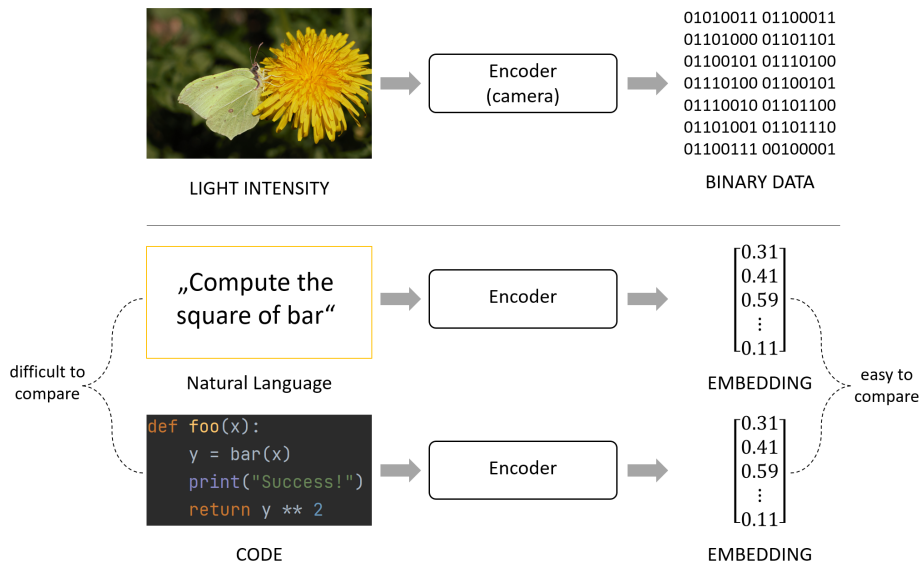 Encoder
(camera)
01010011 01100011
01101000 01101101
01100101 01110100
01110100 01100101
01110010 01101100
01101001 01101110
01100111 00100001
LIGHT INTENSITY
BINARY DATA
„Compute the
square of bar“
Encoder
0.31
0.41
0.59
⋮
0.11
Natural Language
EMBEDDING
difficult to
compare
easy to
compare
def foo(x):
    y = bar(x)
    print("Success!")
    return y ** 2
Encoder
0.31
0.41
0.59
⋮
0.11
CODE
EMBEDDING